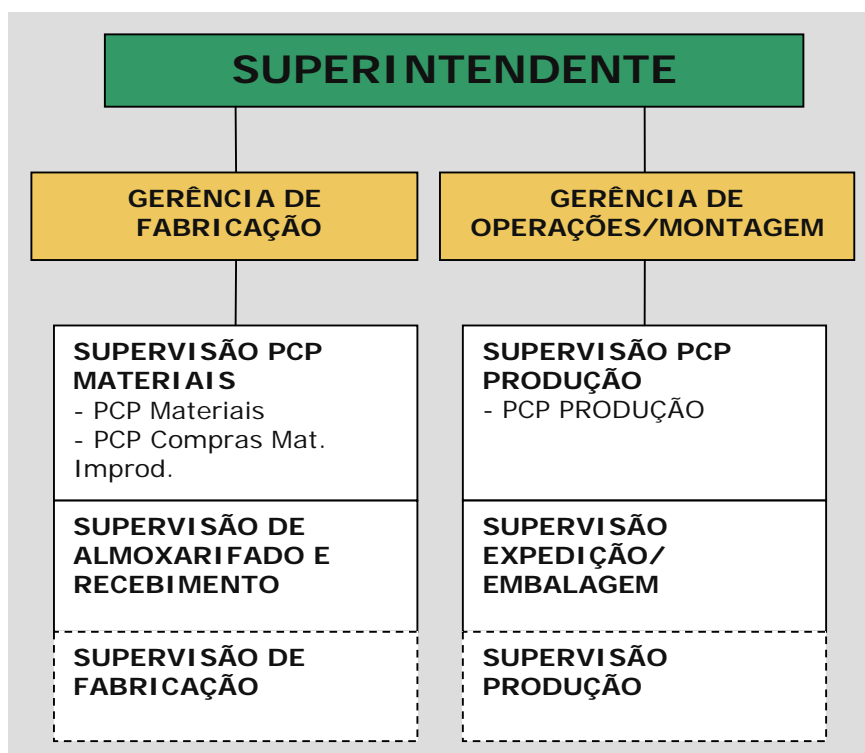 SUPERINTENDENTE
GERÊNCIA DE
FABRICAÇÃO
GERÊNCIA DE
OPERAÇÕES/MONTAGEM
SUPERVISÃO PCP
MATERIAIS
- PCP Materiais
- PCP Compras Mat.
Improd.
SUPERVISÃO DE
ALMOXARIFADO E
RECEBIMENTO
SUPERVISÃO DE
FABRICAÇÃO
SUPERVISÃO PCP
PRODUÇÃO
- PCP PRODUÇÃO
SUPERVISÃO
EXPEDIÇÃO/
EMBALAGEM
SUPERVISÃO
PRODUÇÃO